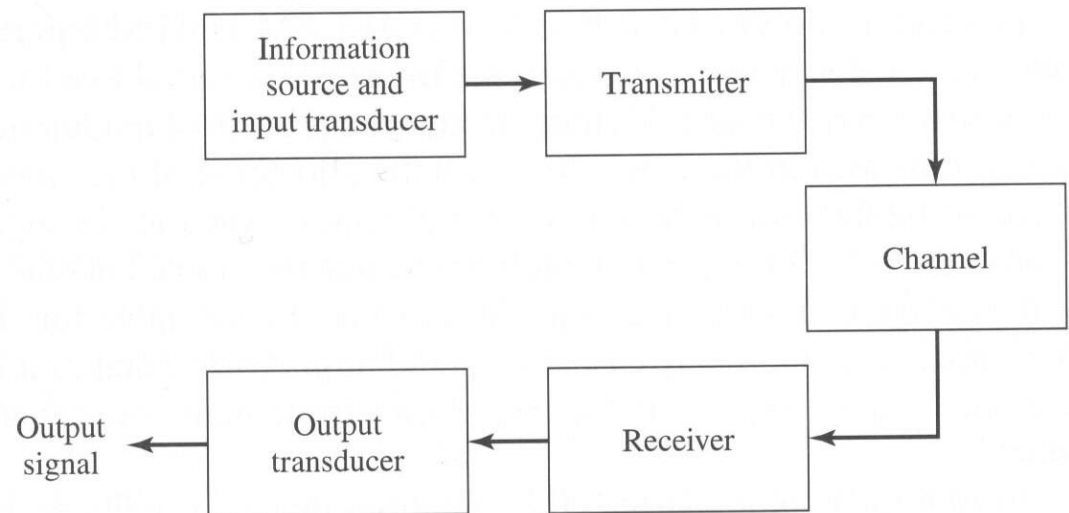 Information
source and
input transducer
Transmitter
Channel
Receiver
Output
transducer
Output
signal